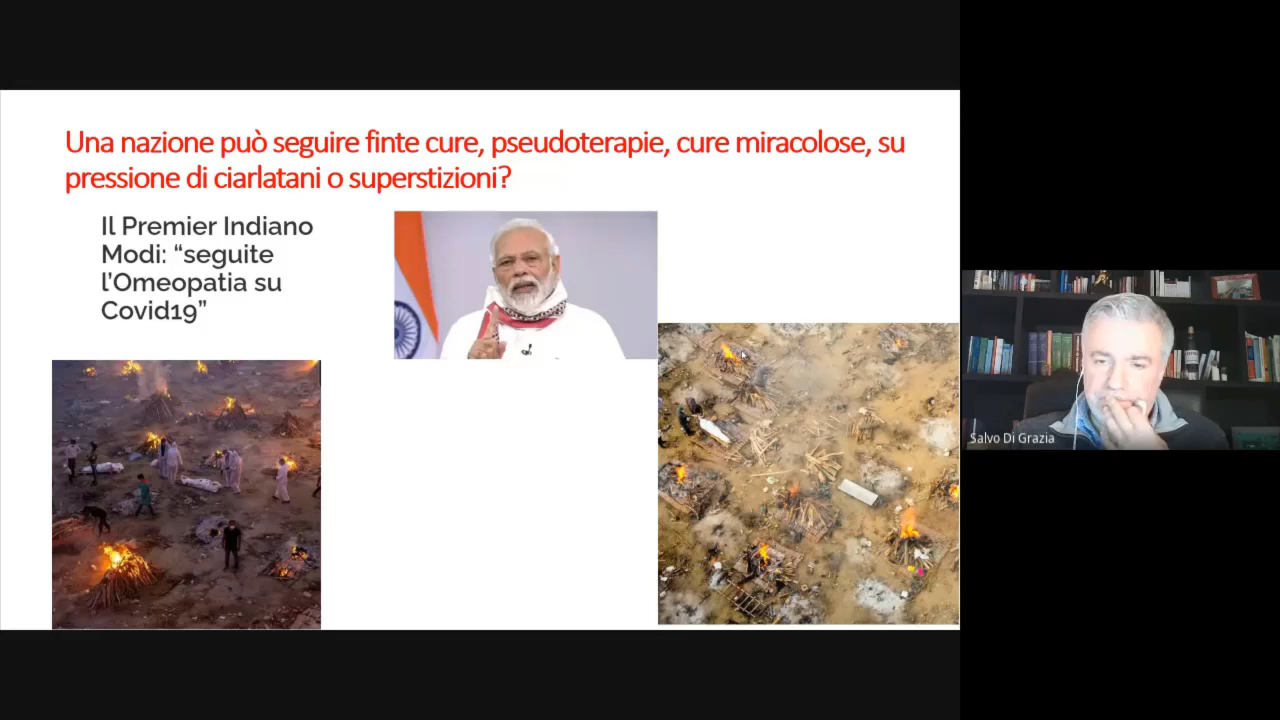 Una nazione può seguire finte cure, pseudoterapie, cure miracolose, su
pressione di ciarlatani o superstizioni?
Il Premier Indiano
Modi: “seguite
l’Omeopatia su
Covid19”
Salvo Di Grazia